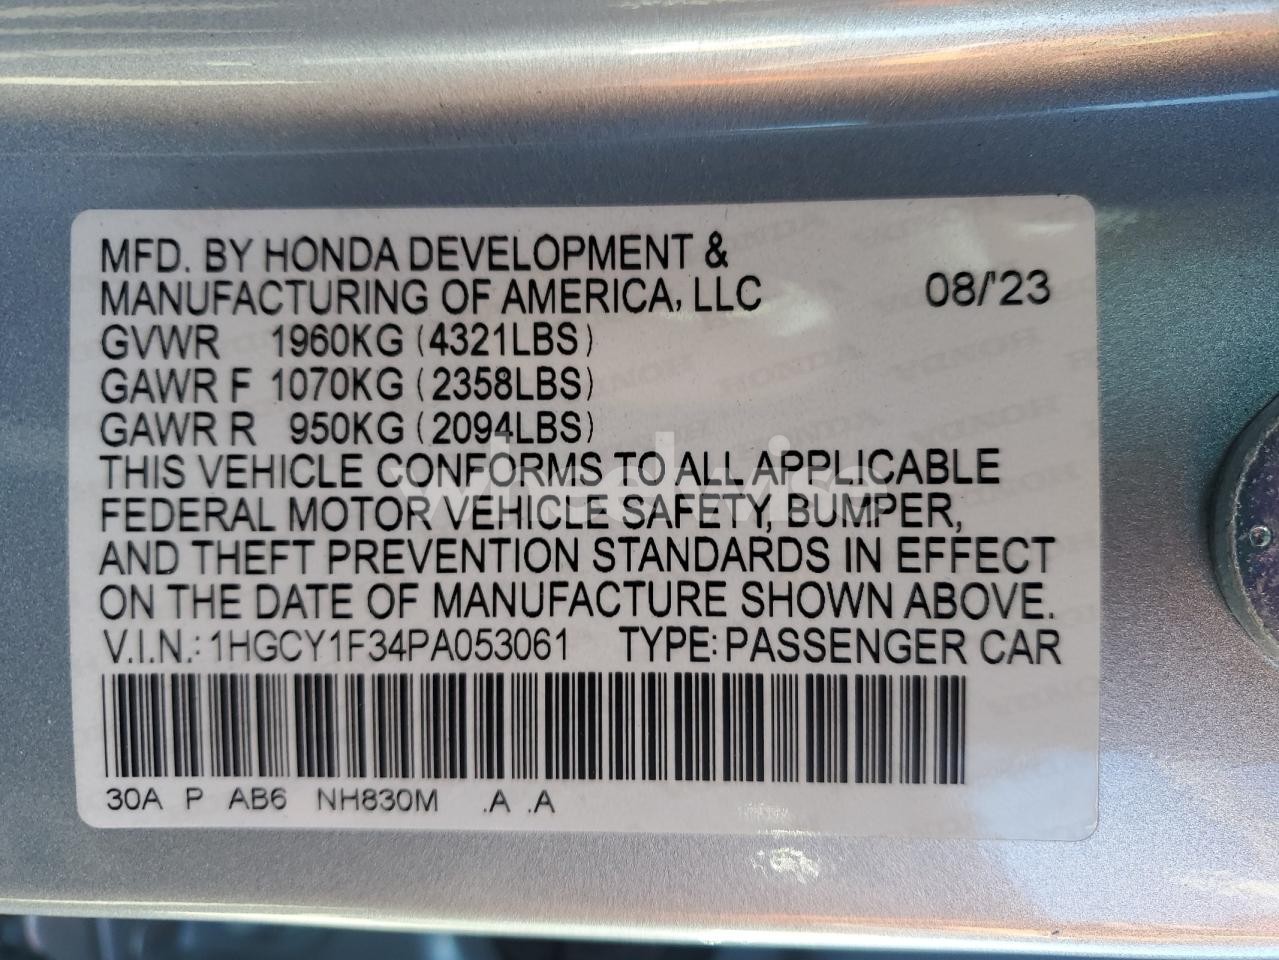 MFD. BY HONDA DEVELOPMENT &
MANUFACTURING OF AMERICA, LLC 08/'23
GVWR 1960KG (4321LBS)
GAWR F 1070KG (2358LBS)
GAWR R 950KG (2094LBS)
THIS VEHICLE CONFORMS TO ALL APPLICABLE
FEDERAL MOTOR VEHICLE SAFETY, BUMPER,
AND THEFT PREVENTION STANDARDS IN EFFECT
ON THE DATE OF MANUFACTURE SHOWN ABOVE.
V.I.N.: 1HGCY1F34PA053061 TYPE: PASSENGER CAR
30A P AB6 NH830M .A .A
wheelwise